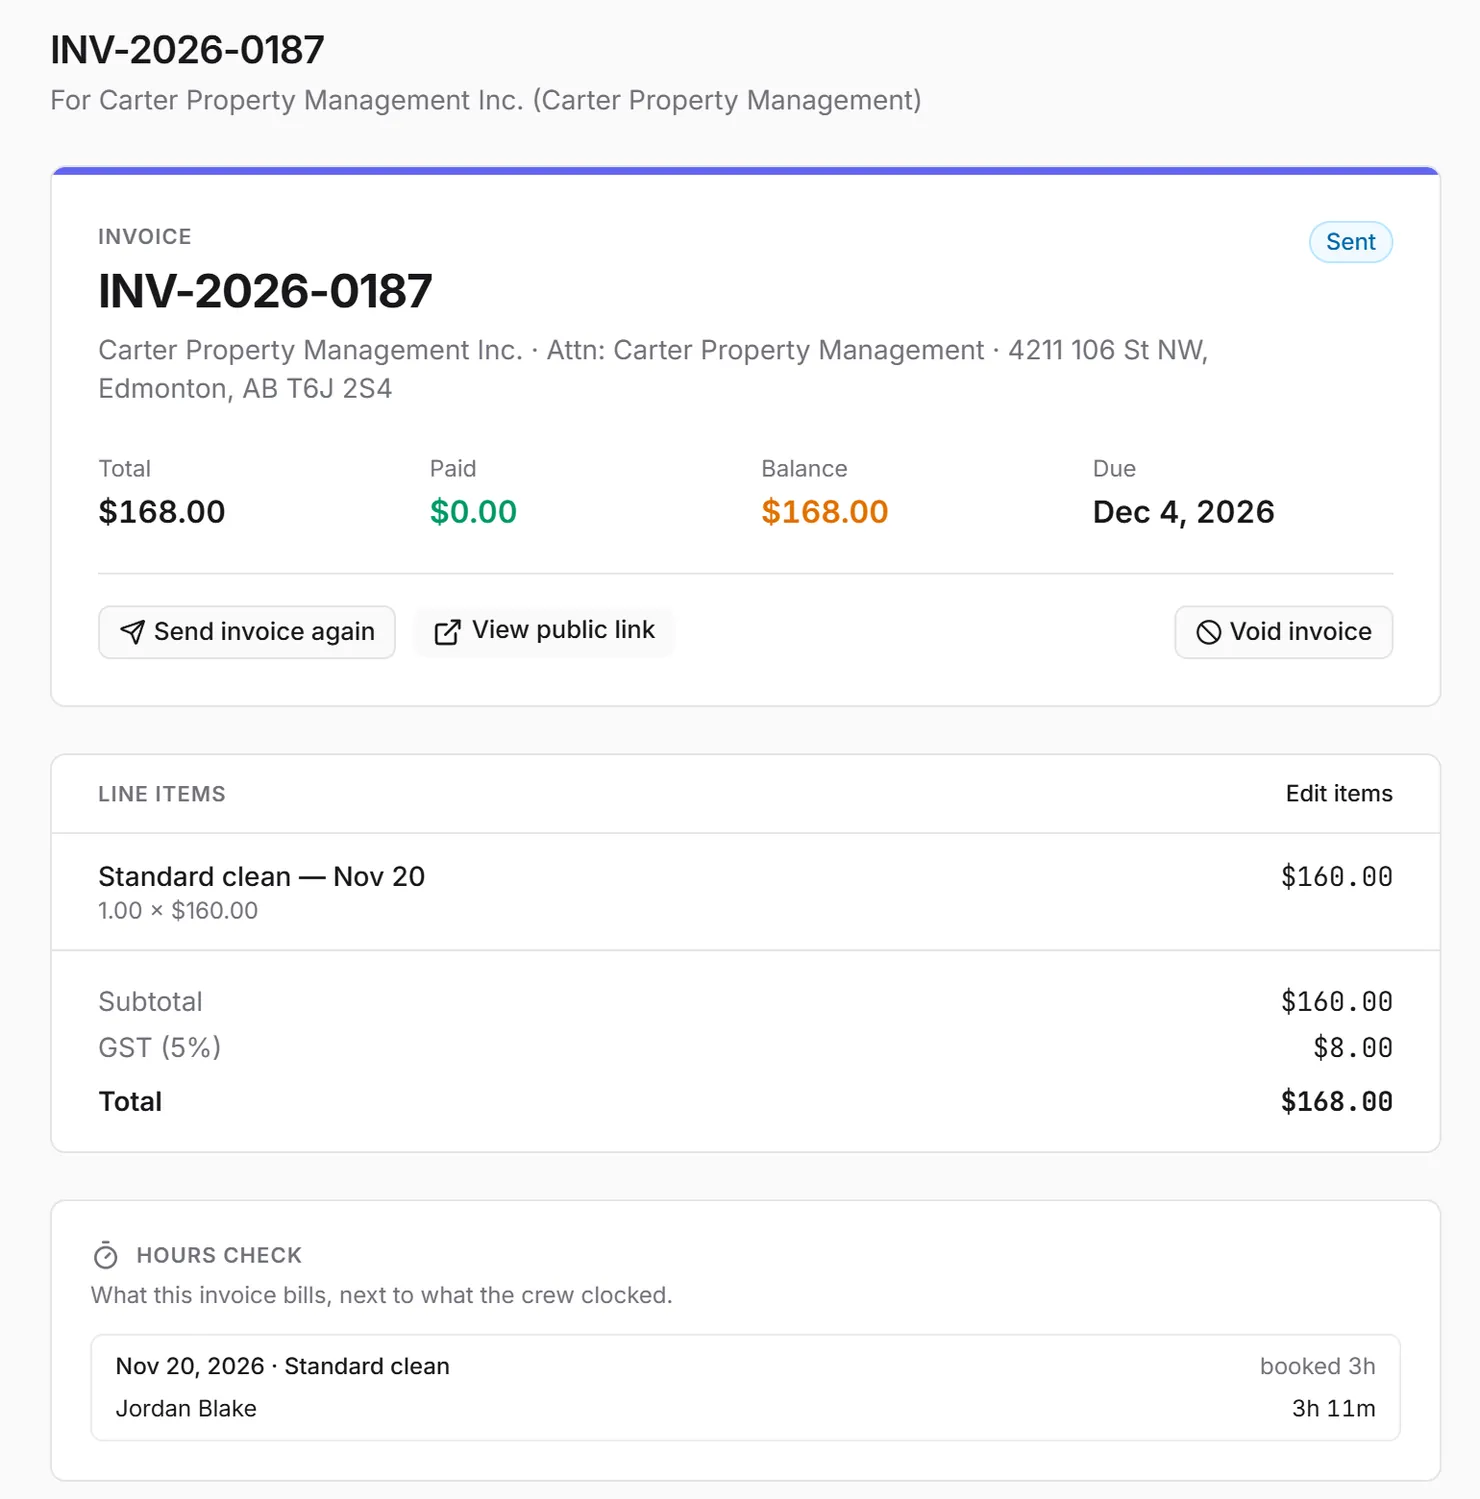 INV-2026-0187
For Carter Property Management Inc. (Carter Property Management)
INVOICE
Sent
INV-2026-0187
Carter Property Management Inc. · Attn: Carter Property Management · 4211 106 St NW,
Edmonton, AB T6J 2S4
Total Paid Balance Due
$168.00 $0.00 $168.00 Dec 4, 2026
Send invoice again View public link Void invoice
LINE ITEMS Edit items
Standard clean — Nov 20 $160.00
1.00 × $160.00
Subtotal $160.00
GST (5%) $8.00
Total $168.00
HOURS CHECK
What this invoice bills, next to what the crew clocked.
Nov 20, 2026 · Standard clean booked 3h
Jordan Blake 3h 11m